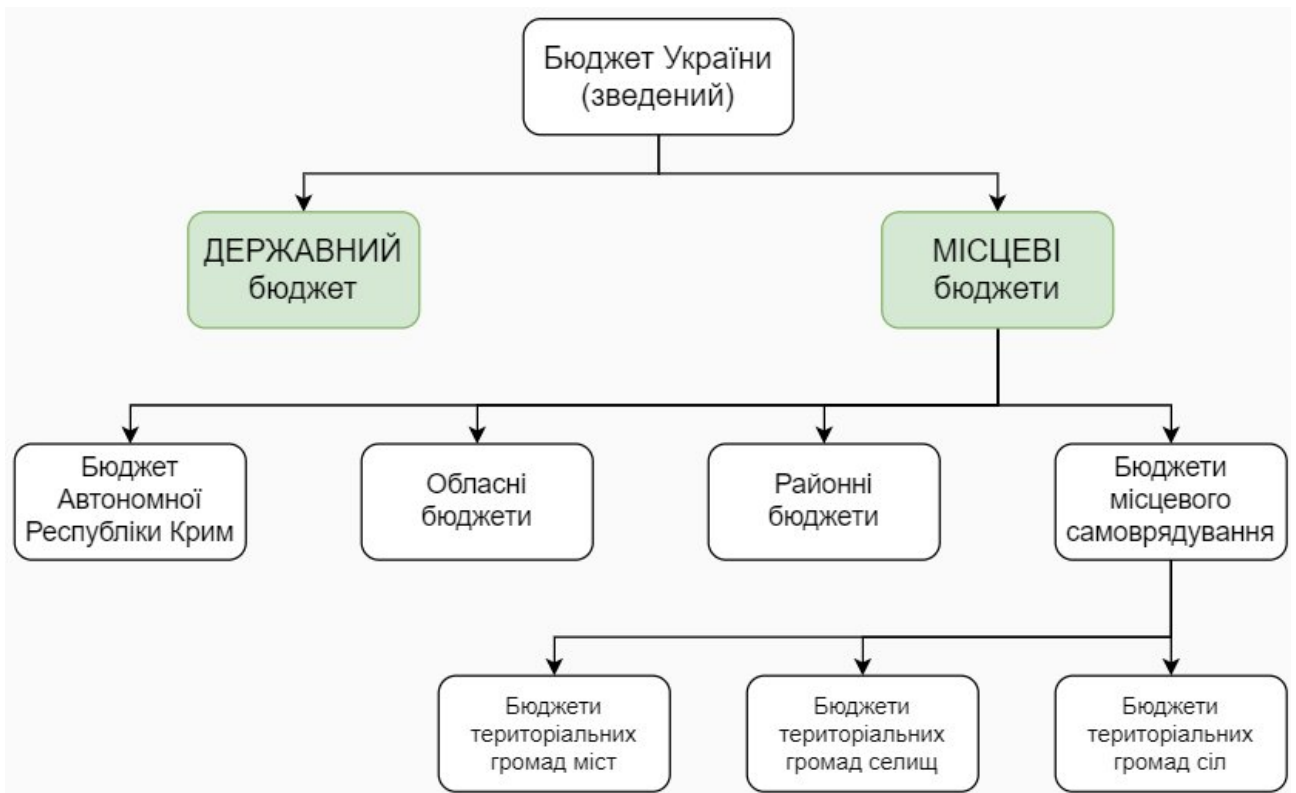 Бюджет України
(зведений)
ДЕРЖАВНИЙ
бюджет
МІСЦЕВІ
бюджети
Бюджет
Автономної
Республіки Крим
Обласні
бюджети
Районні
бюджети
Бюджети
місцевого
самоврядування
Бюджети
територіальних
громад міст
Бюджети
територіальних
громад селищ
Бюджети
територіальних
громад сіл